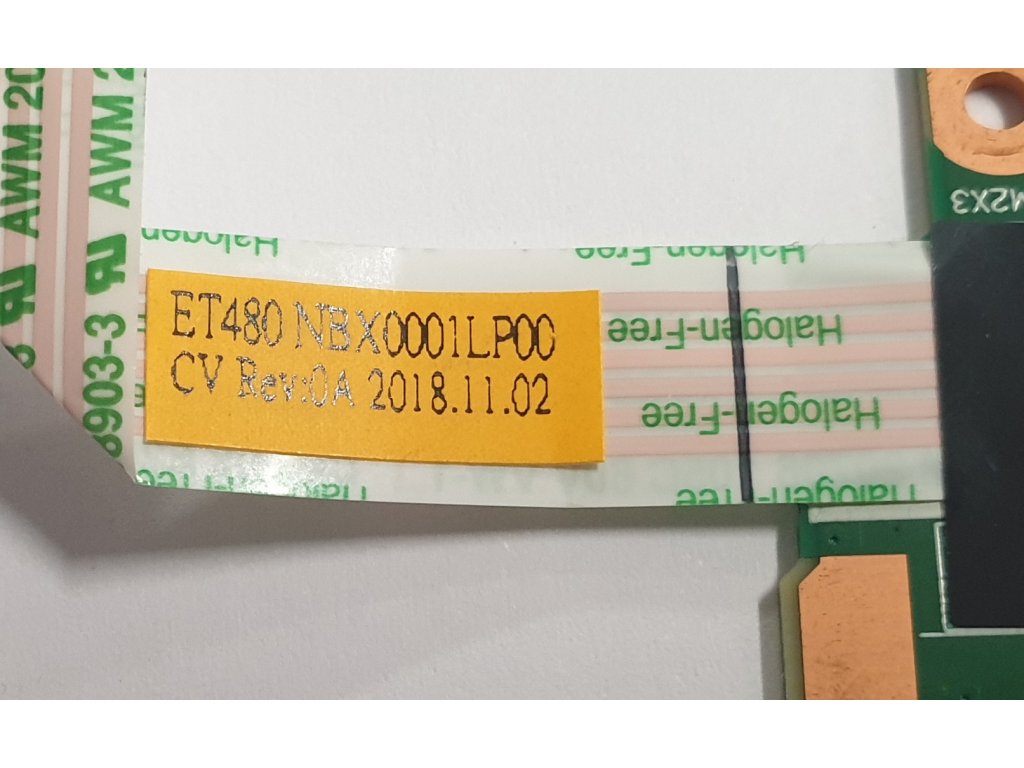 AWM 20
AWM 2
8903-3
Halogen
Halogen-Free
ET480 NBX0001LP00
CV Rev:0A 2018.11.02
Halogen-Free
Halogen-Free
Halogen-Free
M2X3